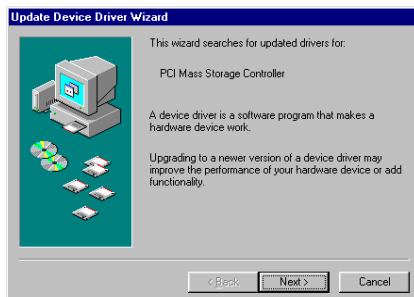 Update Device Driver Wizard
This wizard searches for updated drivers for:
PCI Mass Storage Controller
A device driver is a software program that makes a
hardware device work.
Upgrading to a newer version of a device driver may
improve the performance of your hardware device or add
functionality.
< Back
Next >
Cancel